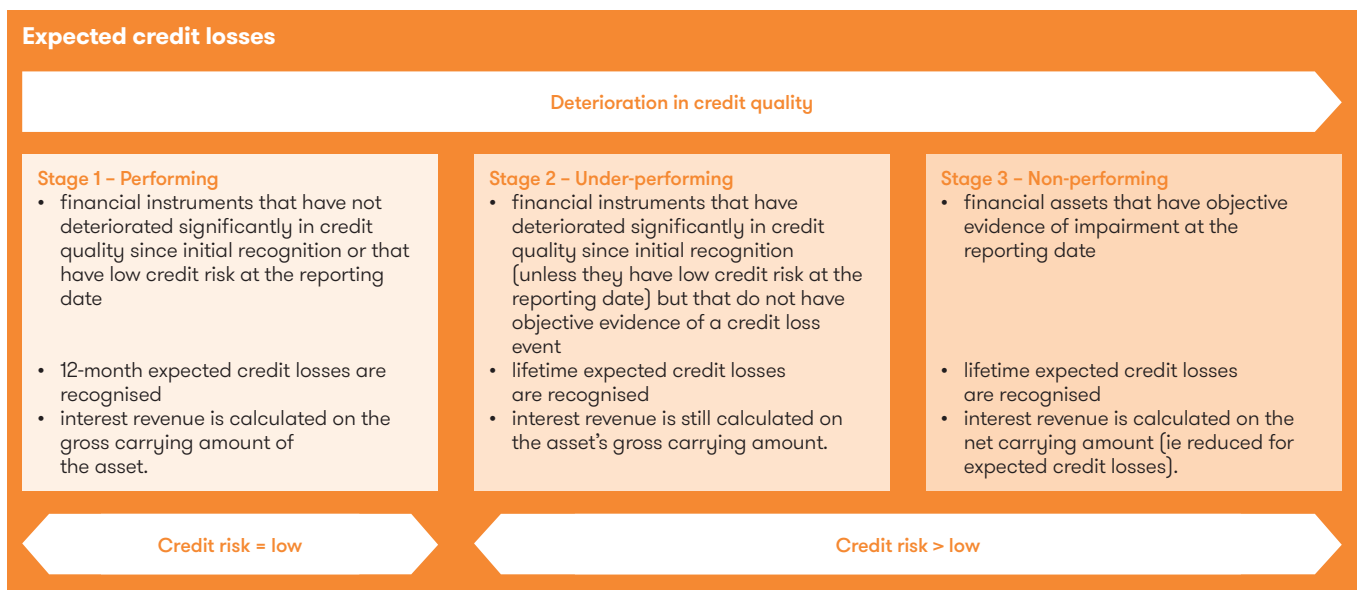 Expected credit losses
Deterioration in credit quality
Stage 1 – Performing
• financial instruments that have not
deteriorated significantly in credit
quality since initial recognition or that
have low credit risk at the reporting
date
• 12-month expected credit losses are
recognised
• interest revenue is calculated on the
gross carrying amount of
the asset.
Stage 2 – Under-performing
• financial instruments that have
deteriorated significantly in credit
quality since initial recognition
(unless they have low credit risk at the
reporting date) but that do not have
objective evidence of a credit loss
event
• lifetime expected credit losses
are recognised
• interest revenue is still calculated on
the asset’s gross carrying amount.
Stage 3 – Non-performing
• financial assets that have objective
evidence of impairment at the
reporting date
• lifetime expected credit losses
are recognised
• interest revenue is calculated on the
net carrying amount (ie reduced for
expected credit losses).
Credit risk = low
Credit risk > low